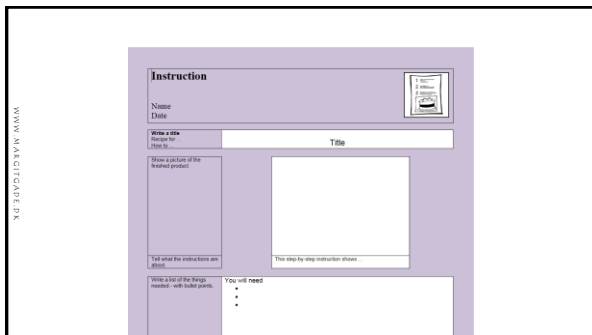 WWW.MARGITGADE.DK
Instruction
Name
Date
Write a title
Recipe for ...
How to ...
Title
Show a picture of the
finished product.
Tell what the instructions are
about.
This step-by-step instruction shows ...
Write a list of the things
needed - with bullet points.
You will need
•
•
•